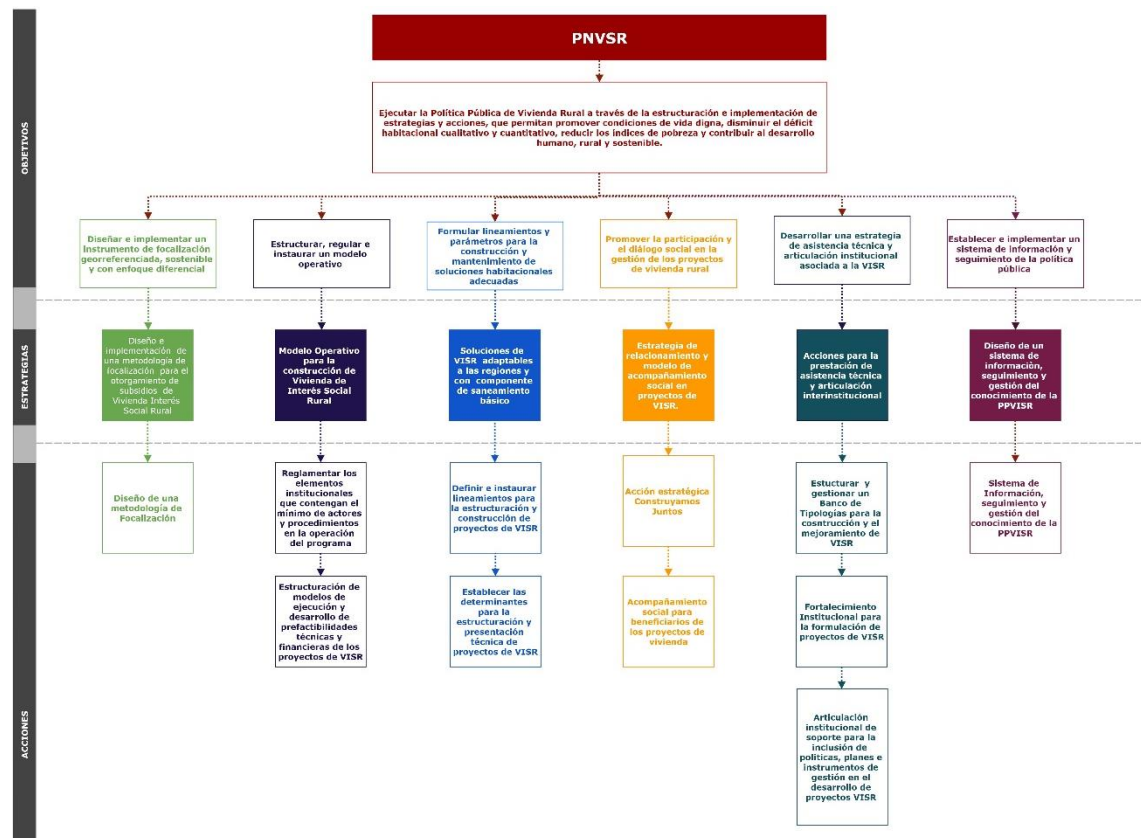 PNVSR
OBJETIVOS
Ejecutar la Política Pública de Vivienda Rural a través de la estructuración e implementación de
estrategias y acciones, que permitan promover condiciones de vida digna, disminuir el déficit
habitacional cualitativo y cuantitativo, reducir los índices de pobreza y contribuir al desarrollo
humano, rural y sostenible.
Diseñar e implementar un
instrumento de focalización
georreferenciada, sostenible
y con enfoque diferencial
Estructurar, regular e
instaurar un modelo
operativo
Formular lineamientos y
parámetros para la
construcción y
mantenimiento de
soluciones habitacionales
adecuadas
Promover la participación y
el diálogo social en la
gestión de los proyectos de
vivienda rural
Desarrollar una estrategia
de asistencia técnica y
articulación institucional
asociada a la VISR
Establecer e implementar un
sistema de información y
seguimiento de la política
pública
ESTRATEGIAS
Diseño e
implementación de
una metodología de
focalización para el
otorgamiento de
subsidios de
Vivienda Interés
Social Rural
Modelo Operativo
para la
construcción de
Vivienda de
Interés Social
Rural
Soluciones de
VISR adaptables
a las regiones y
con componente
de saneamiento
básico
Estrategia de
relacionamiento y
modelo de
acompañamiento
social en
proyectos de
VISR.
Acciones para la
prestación de
asistencia técnica
y articulación
interinstitucional
Diseño de un
sistema de
informaciòn,
seguimiento y
gestión del
conocimiento de la
PPVISR
ACCIONES
Diseño de una
metodología de
Focalización
Reglamentar los
elementos
institucionales
que contengan el
mínimo de actores
y procedimientos
en la operación del
programa
Estructuración de
modelos de
ejecución y
desarrollo de
prefactibilidades
técnicas y
financieras de los
proyectos de VISR
Definir e instaurar
lineamientos para
la estructuración y
construcción de
proyectos de VISR
Establecer las
determinantes
para la
estructuración y
presentación
técnica de
proyectos de VISR
Acción estratégica
Construyamos
Juntos
Acompañamiento
social para
beneficiarios de
los proyectos de
vivienda
Estucturar y
gestionar un
Banco de
Tipologías para la
cosntrucción y el
mejoramiento de
VISR
Fortalecimiento
Institucional para
la formulación de
proyectos de VISR
Articulación
institucional de
soporte para la
inclusión de
políticas, planes e
instrumentos de
gestión en el
desarrollo de
proyectos VISR
Sistema de
Información,
seguimiento y
gestión del
conocimiento de la
PPVISR